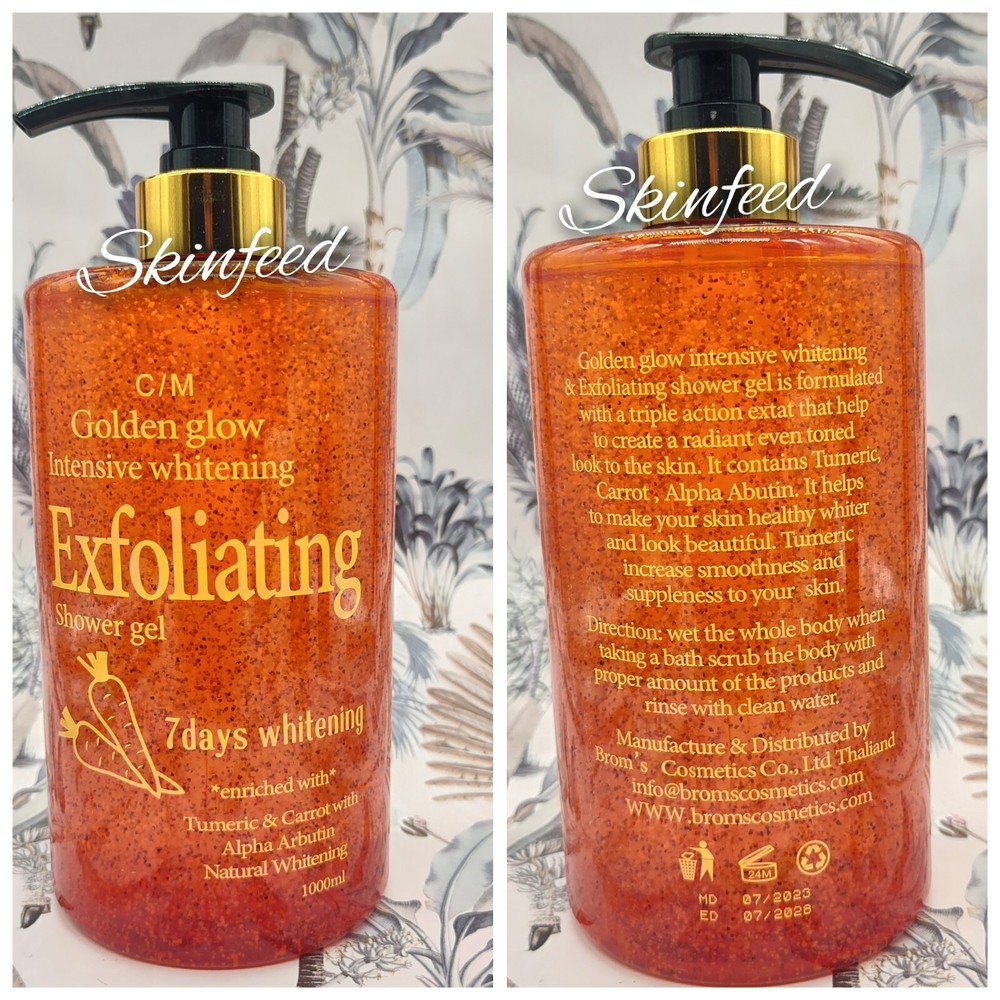 Skinfeed
C/M
Golden glow
Intensive whitening
Exfoliating
Shower gel
7days whitening
*enriched with*
Tumeric & Carrot with
Alpha Arbutin
Natural Whitening
1000ml
Skinfeed
Golden glow intensive whitening
& Exfoliating shower gel is formulated
with a triple action extat that help
to create a radiant even toned
look to the skin. It contains Tumeric,
Carrot , Alpha Abutin. It helps
to make your skin healthy whiter
and look beautiful. Tumeric
increase smoothness and
suppleness to your skin.
Direction: wet the whole body when
taking a bath scrub the body with
proper amount of the products and
rinse with clean water.
Manufacture & Distributed by
Brom's Cosmetics Co., Ltd Thaliand
info@bromscosmetics.com
WWW.bromscosmetics.com
24M
MD 07/2023
ED 07/2028